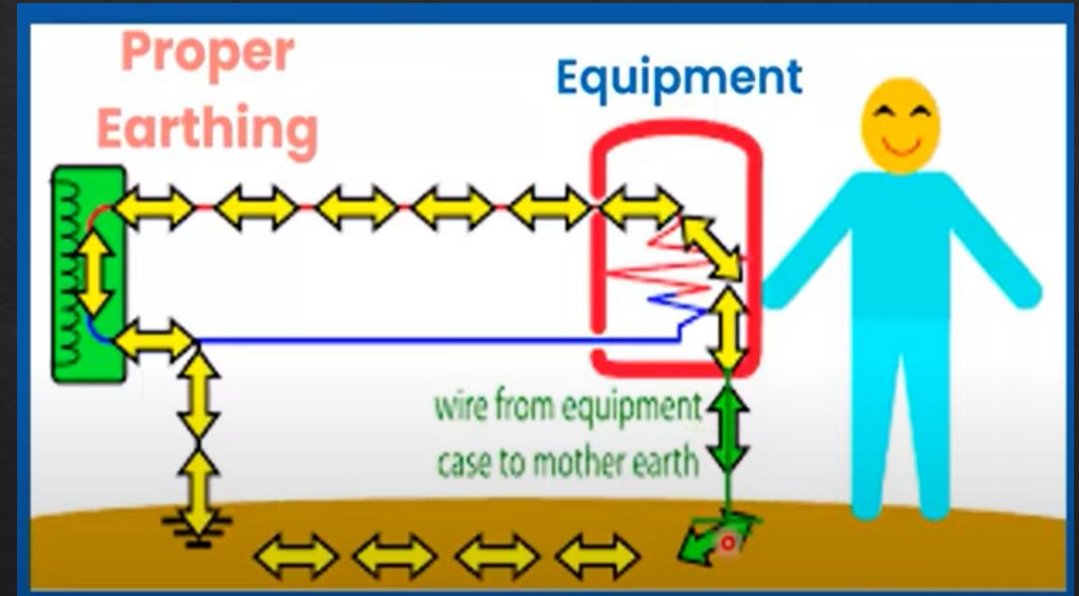 Proper
Earthing
Equipment
wire from equipment
case to mother earth